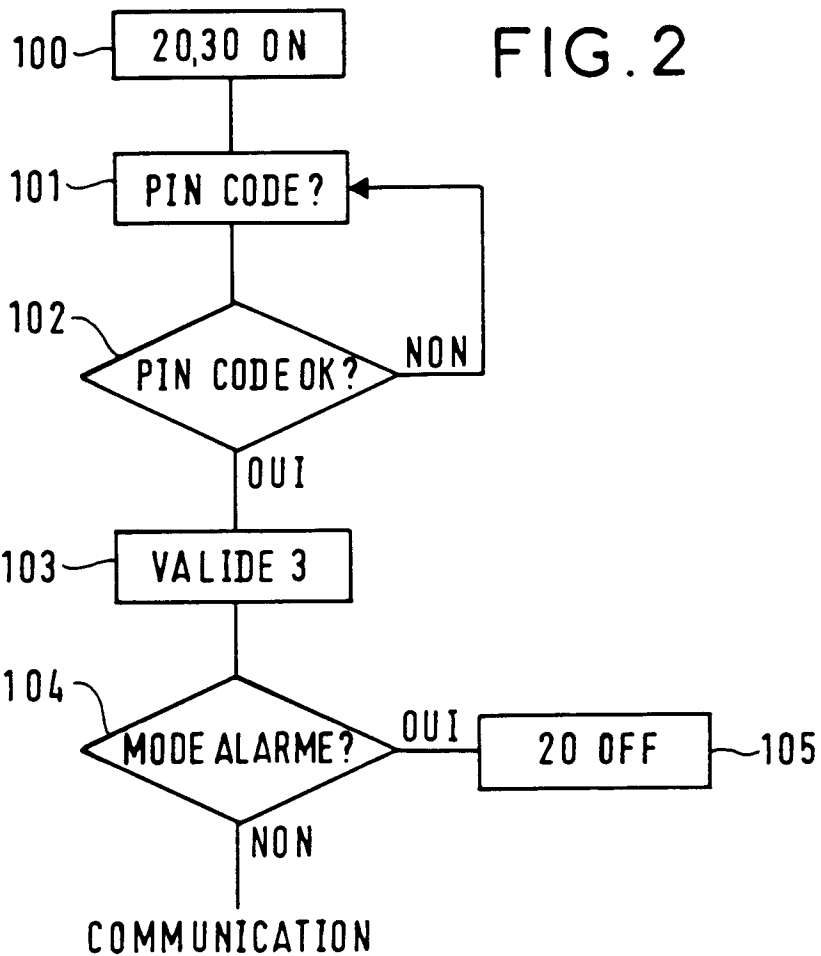 FIG. 2
100
20,30 ON
101
PIN CODE?
102
PIN CODE OK?
NON
OUI
103
VALIDE 3
104
MODE ALARME?
OUI
20 OFF
105
NON
COMMUNICATION